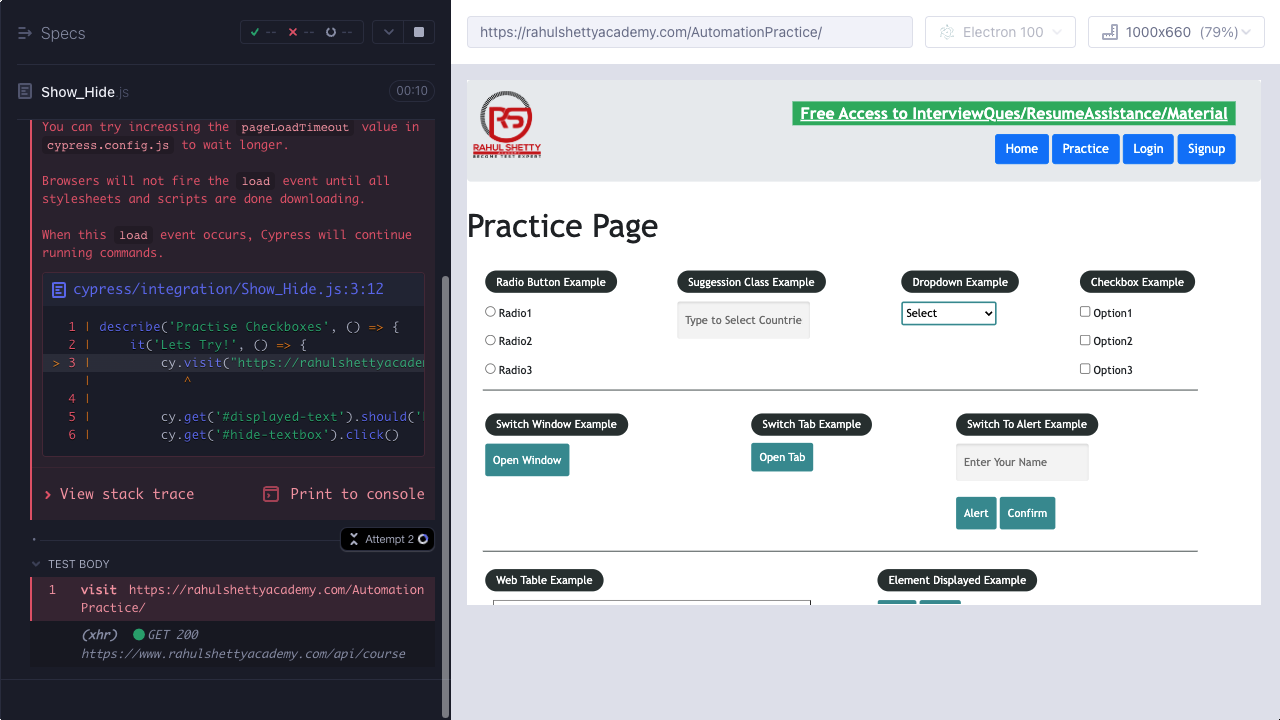 Specs
--
--
--
Show_Hide.js
00:10
You can try increasing the pageLoadTimeout value in
cypress.config.js to wait longer.
Browsers will not fire the load event until all
stylesheets and scripts are done downloading.
When this load event occurs, Cypress will continue
running commands.
cypress/integration/Show_Hide.js:3:12
1 | describe('Practise Checkboxes', () => {
2 | it('Lets Try!', () => {
> 3 | cy.visit("https://rahulshettyacadem
| ^
4 |
5 | cy.get('#displayed-text').should('
6 | cy.get('#hide-textbox').click()
View stack trace
Print to console
Attempt 2
TEST BODY
1 visit https://rahulshettyacademy.com/Automation
Practice/
(xhr) GET 200
https://www.rahulshettyacademy.com/api/course
https://rahulshettyacademy.com/AutomationPractice/
Electron 100
1000x660 (79%)
RS
RAHUL SHETTY
ACADEMY
BECOME TEST EXPERT
Free Access to InterviewQues/ResumeAssistance/Material
Home
Practice
Login
Signup
Practice Page
Radio Button Example
Radio1
Radio2
Radio3
Suggession Class Example
Type to Select Countrie
Dropdown Example
Select
Checkbox Example
Option1
Option2
Option3
Switch Window Example
Open Window
Switch Tab Example
Open Tab
Switch To Alert Example
Enter Your Name
Alert
Confirm
Web Table Example
Element Displayed Example